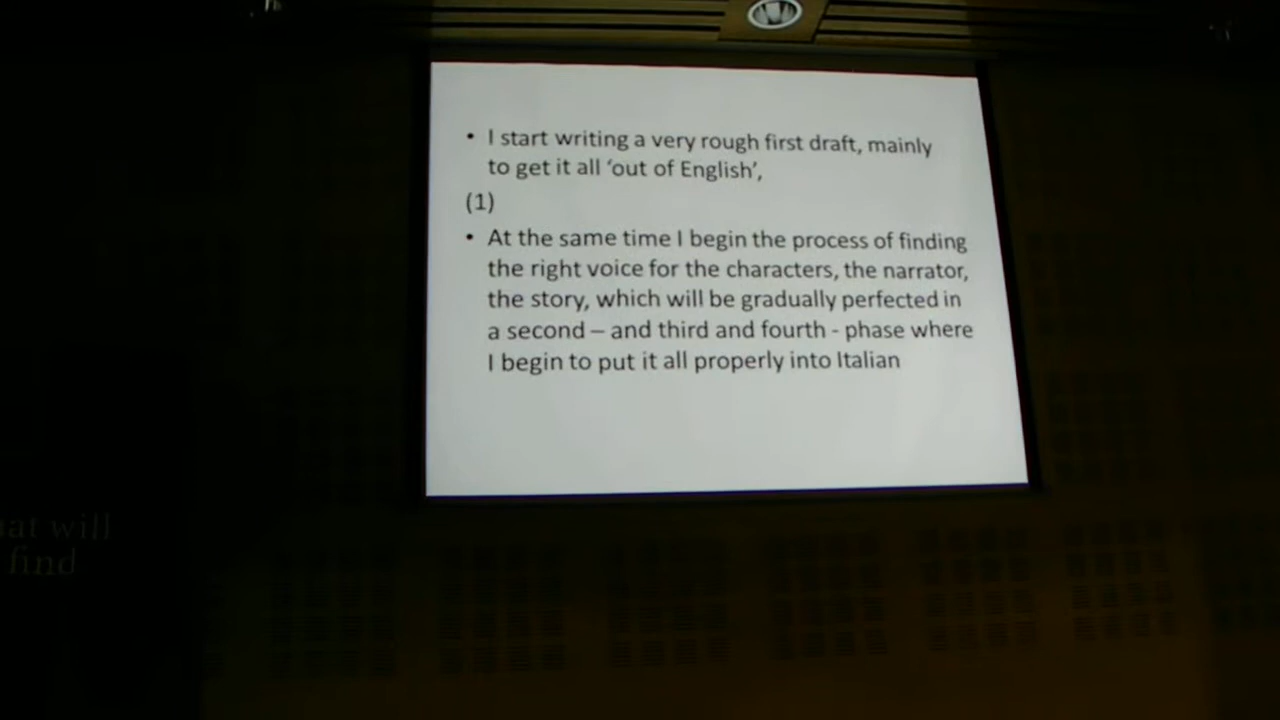 • I start writing a very rough first draft, mainly
to get it all ‘out of English’,
(1)
• At the same time I begin the process of finding
the right voice for the characters, the narrator,
the story, which will be gradually perfected in
a second – and third and fourth - phase where
I begin to put it all properly into Italian
will
find